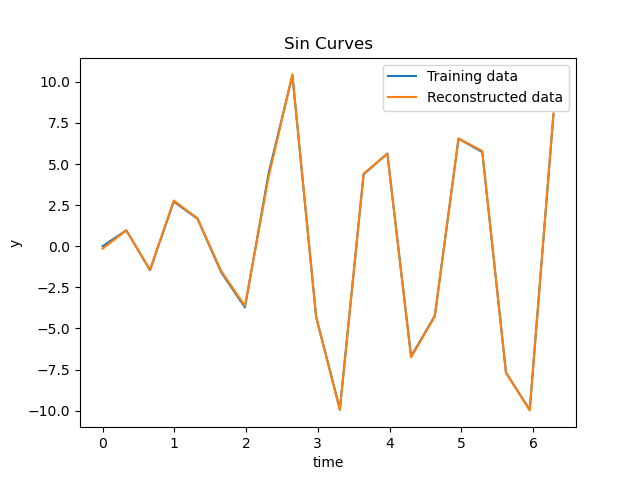 Sin Curves
Training data
Reconstructed data
10.0
7.5
5.0
2.5
0.0
−2.5
−5.0
−7.5
−10.0
y
0 1 2 3 4 5 6
time